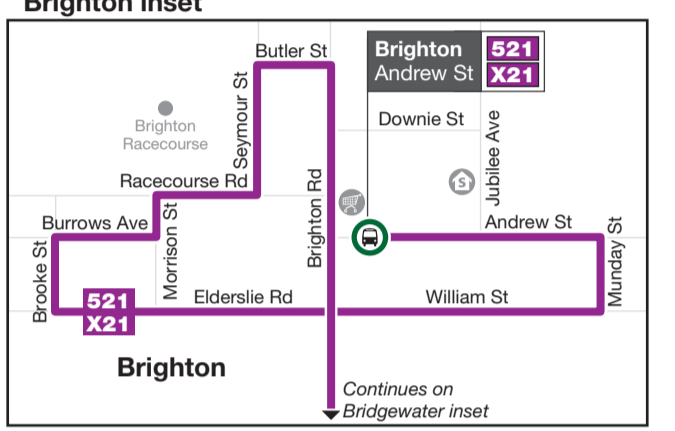 Brighton Inset
Butler St
Brighton
Andrew St
521
X21
Seymour St
Downie St
Brighton
Racecourse
Jubilee Ave
S
Racecourse Rd
Brighton Rd
Burrows Ave
Morrison St
Andrew St
Brooke St
Munday St
521
X21
Elderslie Rd
William St
Brighton
Continues on
Bridgewater inset